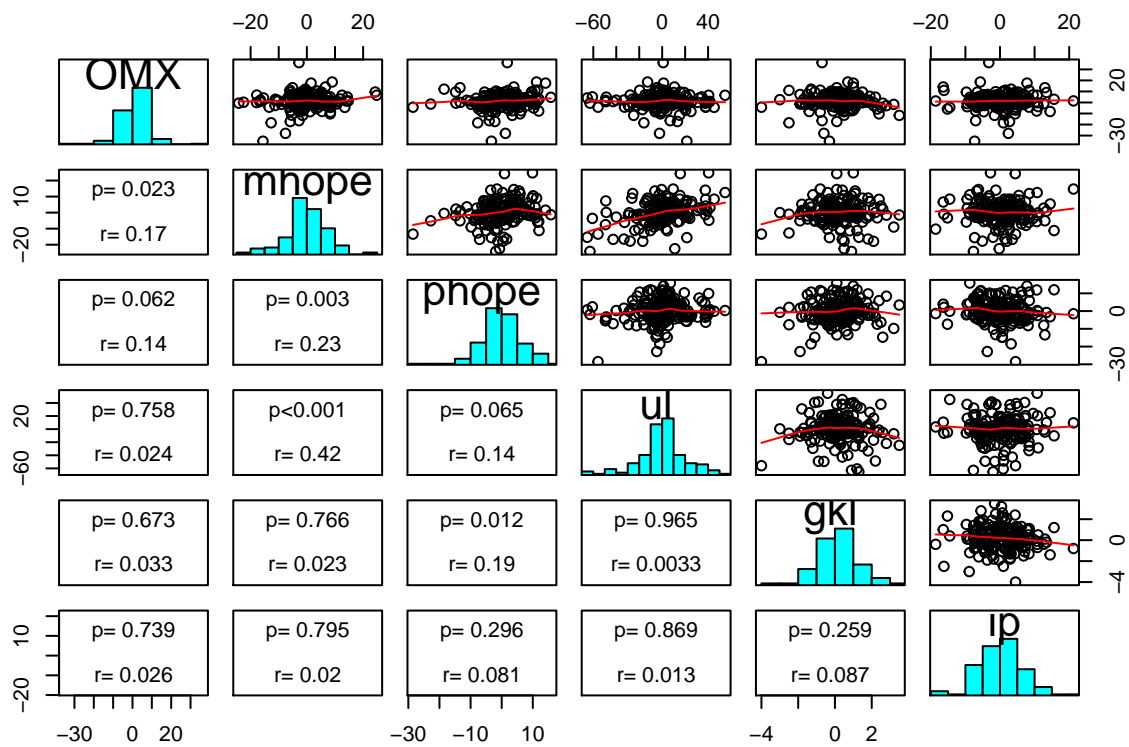 −20 0 20 −60 0 40 −20 0 20
OMX
20
−30
10
−20
p= 0.023
r= 0.17
mhope
p= 0.062
r= 0.14
p= 0.003
r= 0.23
phope
0
−30
20
−60
p= 0.758
r= 0.024
p<0.001
r= 0.42
p= 0.065
r= 0.14
ul
p= 0.673
r= 0.033
p= 0.766
r= 0.023
p= 0.012
r= 0.19
p= 0.965
r= 0.0033
gki
0
−4
10
−20
p= 0.739
r= 0.026
p= 0.795
r= 0.02
p= 0.296
r= 0.081
p= 0.869
r= 0.013
p= 0.259
r= 0.087
ip
−30 0 20 −30 −10 10 −4 0 2